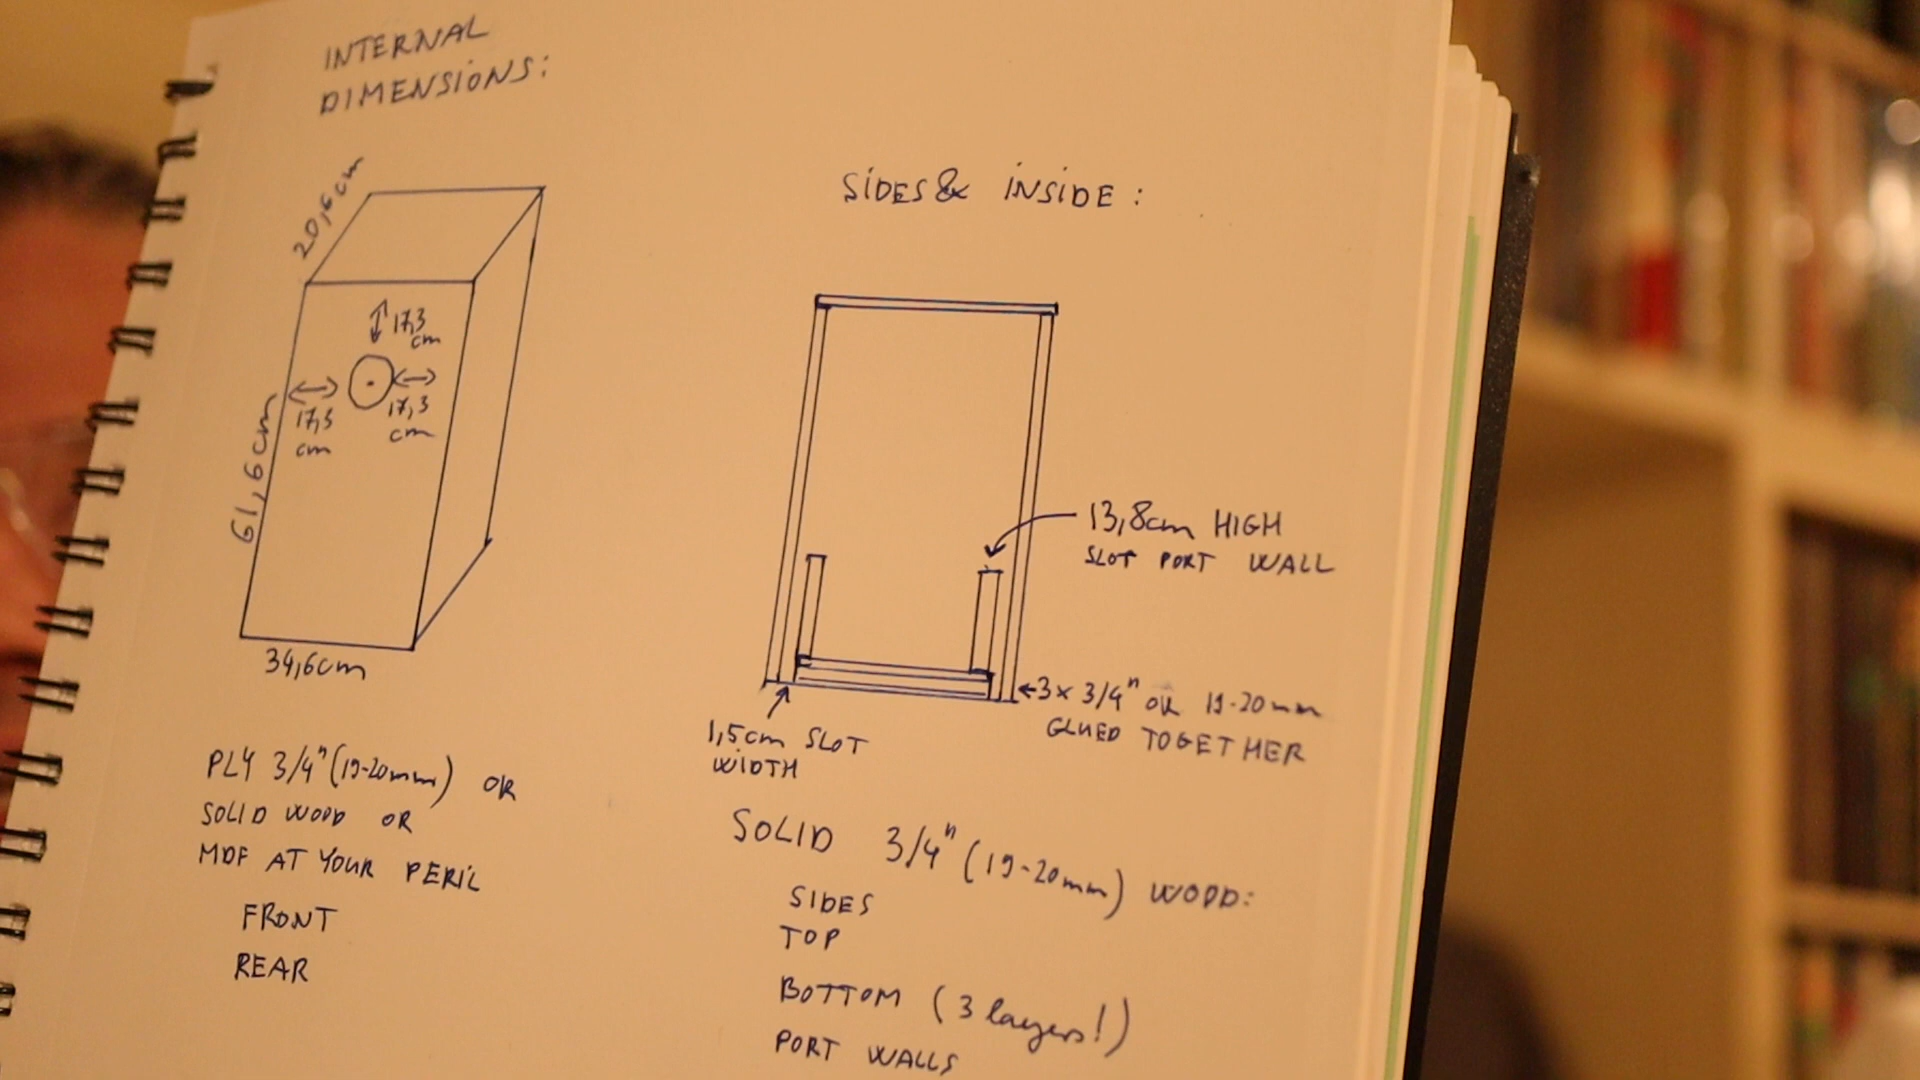 INTERNAL
DIMENSIONS:
20,6cm
17,3
cm
17,3
cm
17,3
cm
61,6cm
34,6cm
PLY 3/4" (19-20mm) OR
SOLID WOOD OR
MDF AT YOUR PERIL
FRONT
REAR
SIDES & INSIDE:
13,8cm HIGH
SLOT PORT WALL
3x 3/4" OR 19-20mm
GLUED TOGETHER
1,5cm SLOT
WIDTH
SOLID 3/4" (19-20mm) WOOD:
SIDES
TOP
BOTTOM (3 layers!)
PORT WALLS